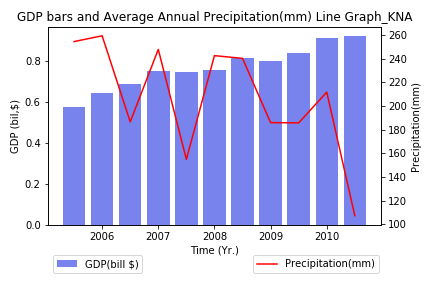 GDP bars and Average Annual Precipitation(mm) Line Graph_KNA
GDP (bil,$)
0.8
0.6
0.4
0.2
0.0
260
240
220
200
180
160
140
120
100
Precipitation(mm)
2006 2007 2008 2009 2010
Time (Yr.)
GDP(bill $)
Precipitation(mm)